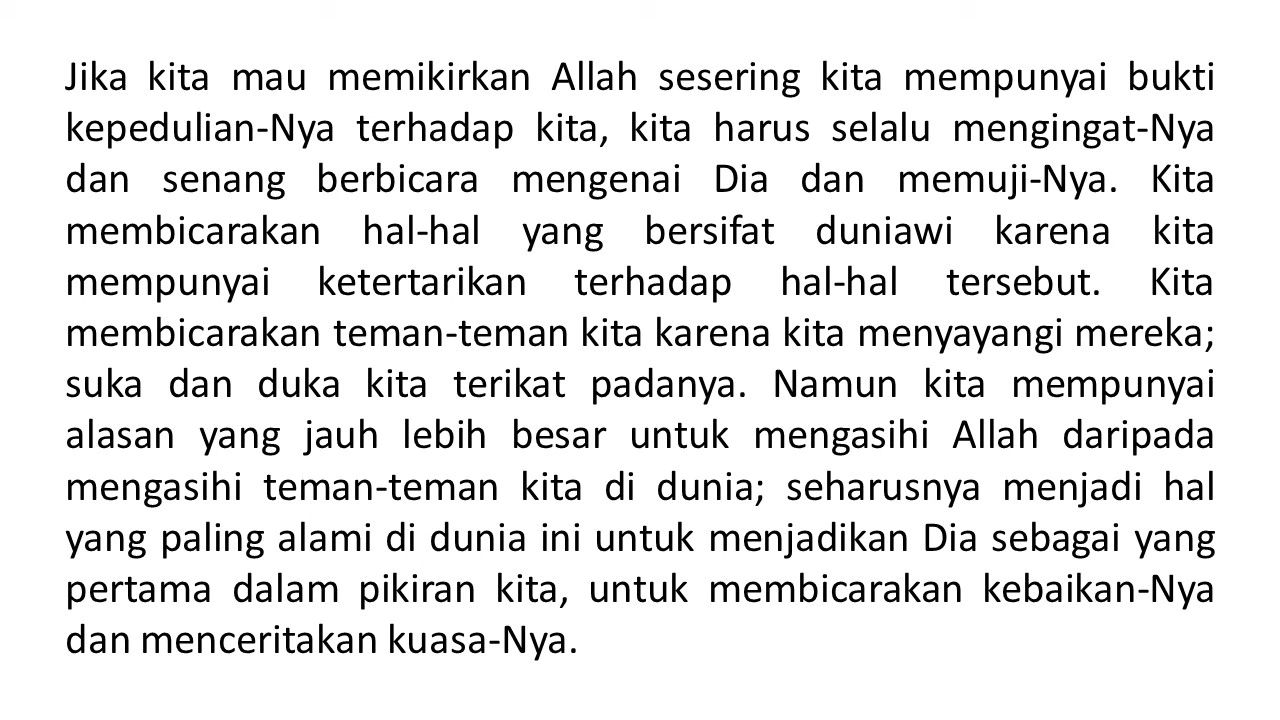 Jika kita mau memikirkan Allah sesering kita mempunyai bukti
kepedulian-Nya terhadap kita, kita harus selalu mengingat-Nya
dan senang berbicara mengenai Dia dan memuji-Nya. Kita
membicarakan hal-hal yang bersifat duniawi karena kita
mempunyai ketertarikan terhadap hal-hal tersebut. Kita
membicarakan teman-teman kita karena kita menyayangi mereka;
suka dan duka kita terikat padanya. Namun kita mempunyai
alasan yang jauh lebih besar untuk mengasihi Allah daripada
mengasihi teman-teman kita di dunia; seharusnya menjadi hal
yang paling alami di dunia ini untuk menjadikan Dia sebagai yang
pertama dalam pikiran kita, untuk membicarakan kebaikan-Nya
dan menceritakan kuasa-Nya.